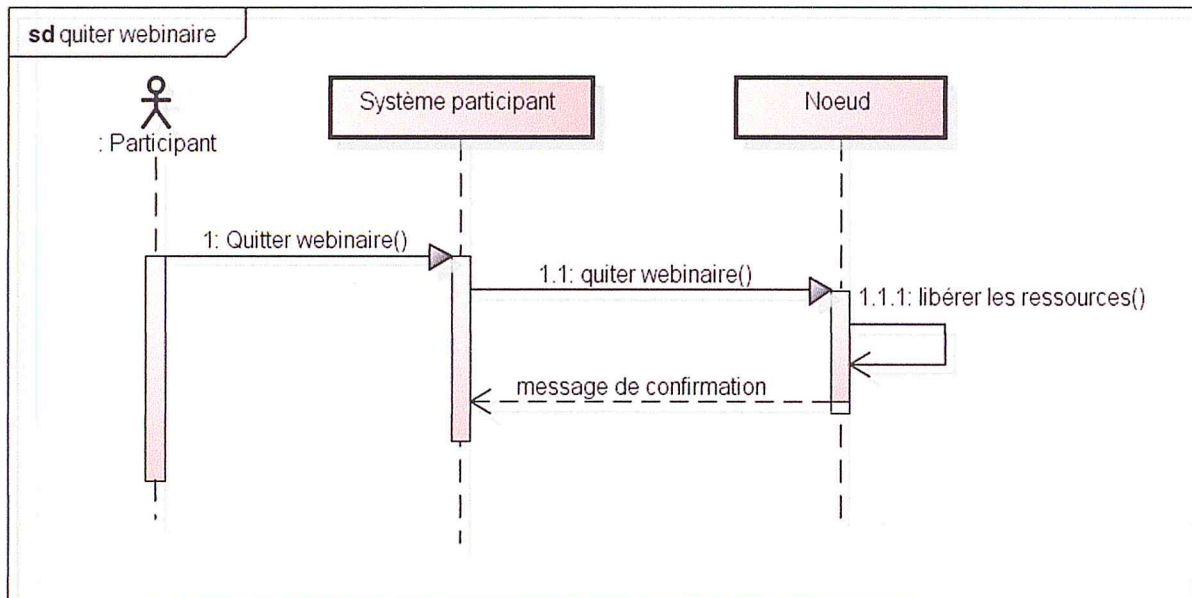 sd quiter webinaire
Système participant
Noeud
: Participant
1: Quitter webinaire()
1.1: quiter webinaire()
1.1.1: libérer les ressources()
message de confirmation